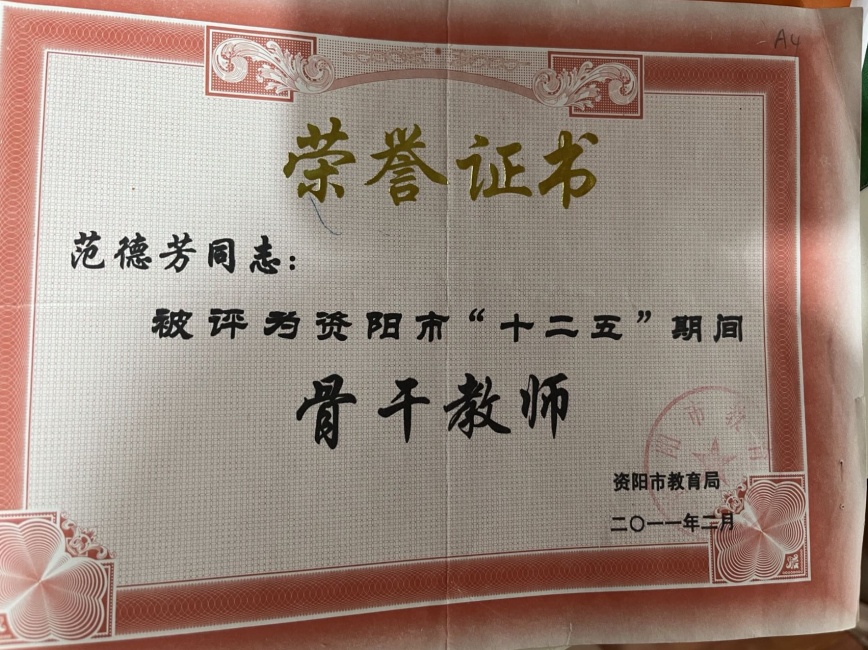 A4
荣誉证书
范德芳同志：
被评为资阳市“十二五”期间
骨干教师
资阳市教育局
二〇一一年二月